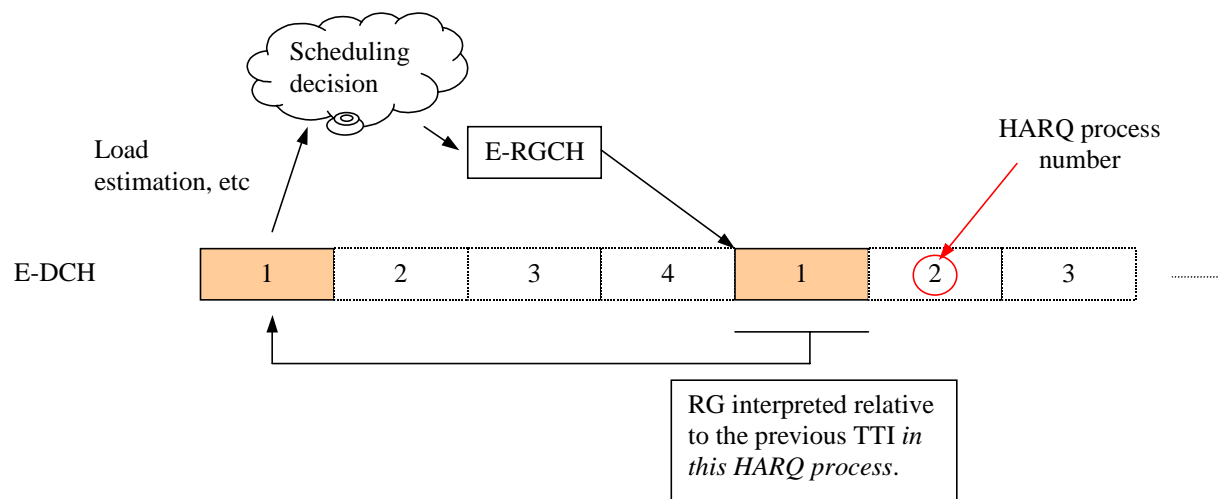 Scheduling
decision
HARQ process
number
E-RGCH
Load
estimation, etc
E-DCH
1
2
3
4
1
2
3
RG interpreted relative
to the previous TTI in
this HARQ process.